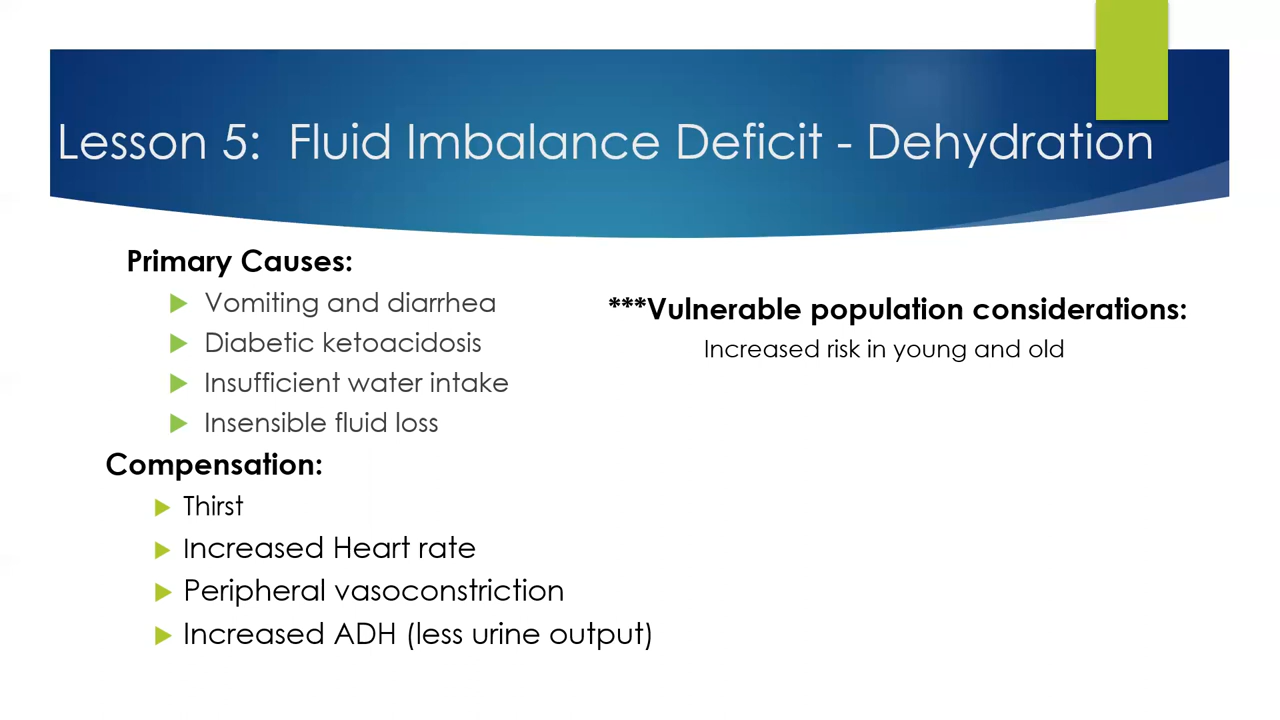 Lesson 5: Fluid Imbalance Deficit - Dehydration
Primary Causes:
Vomiting and diarrhea
Diabetic ketoacidosis
Insufficient water intake
Insensible fluid loss
Compensation:
Thirst
Increased Heart rate
Peripheral vasoconstriction
Increased ADH (less urine output)
***Vulnerable population considerations:
Increased risk in young and old